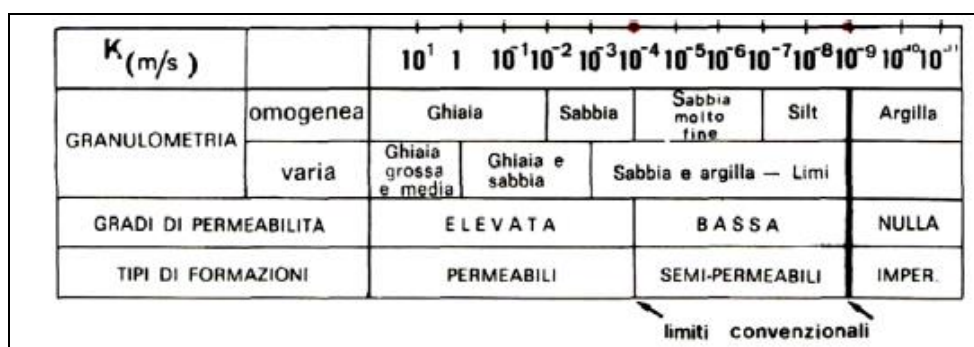 K(m/s) 10¹ 1 10⁻¹ 10⁻² 10⁻³ 10⁻⁴ 10⁻⁵ 10⁻⁶ 10⁻⁷ 10⁻⁸ 10⁻⁹ 10⁻¹⁰ 10⁻¹¹
GRANULOMETRIA
omogenea
Ghiaia
Sabbia
Sabbia
molto
fine
Silt
Argilla
varia
Ghiaia
grossa
e media
Ghiaia e
sabbia
Sabbia e argilla — Limi
GRADI DI PERMEABILITA
ELEVATA
BASSA
NULLA
TIPI DI FORMAZIONI
PERMEABILI
SEMI-PERMEABILI
IMPER.
limiti convenzionali